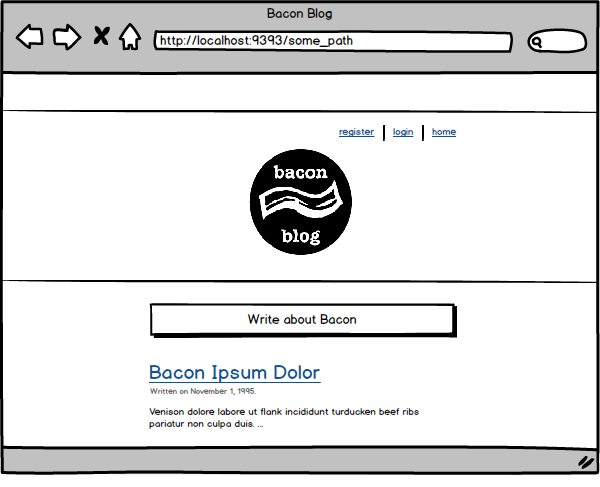 Bacon Blog
http://localhost:9393/some_path
register
login
home
bacon
blog
Write about Bacon
Bacon Ipsum Dolor
Written on November 1, 1995.
Venison dolore labore ut flank incididunt turducken beef ribs
pariatur non culpa duis. ...